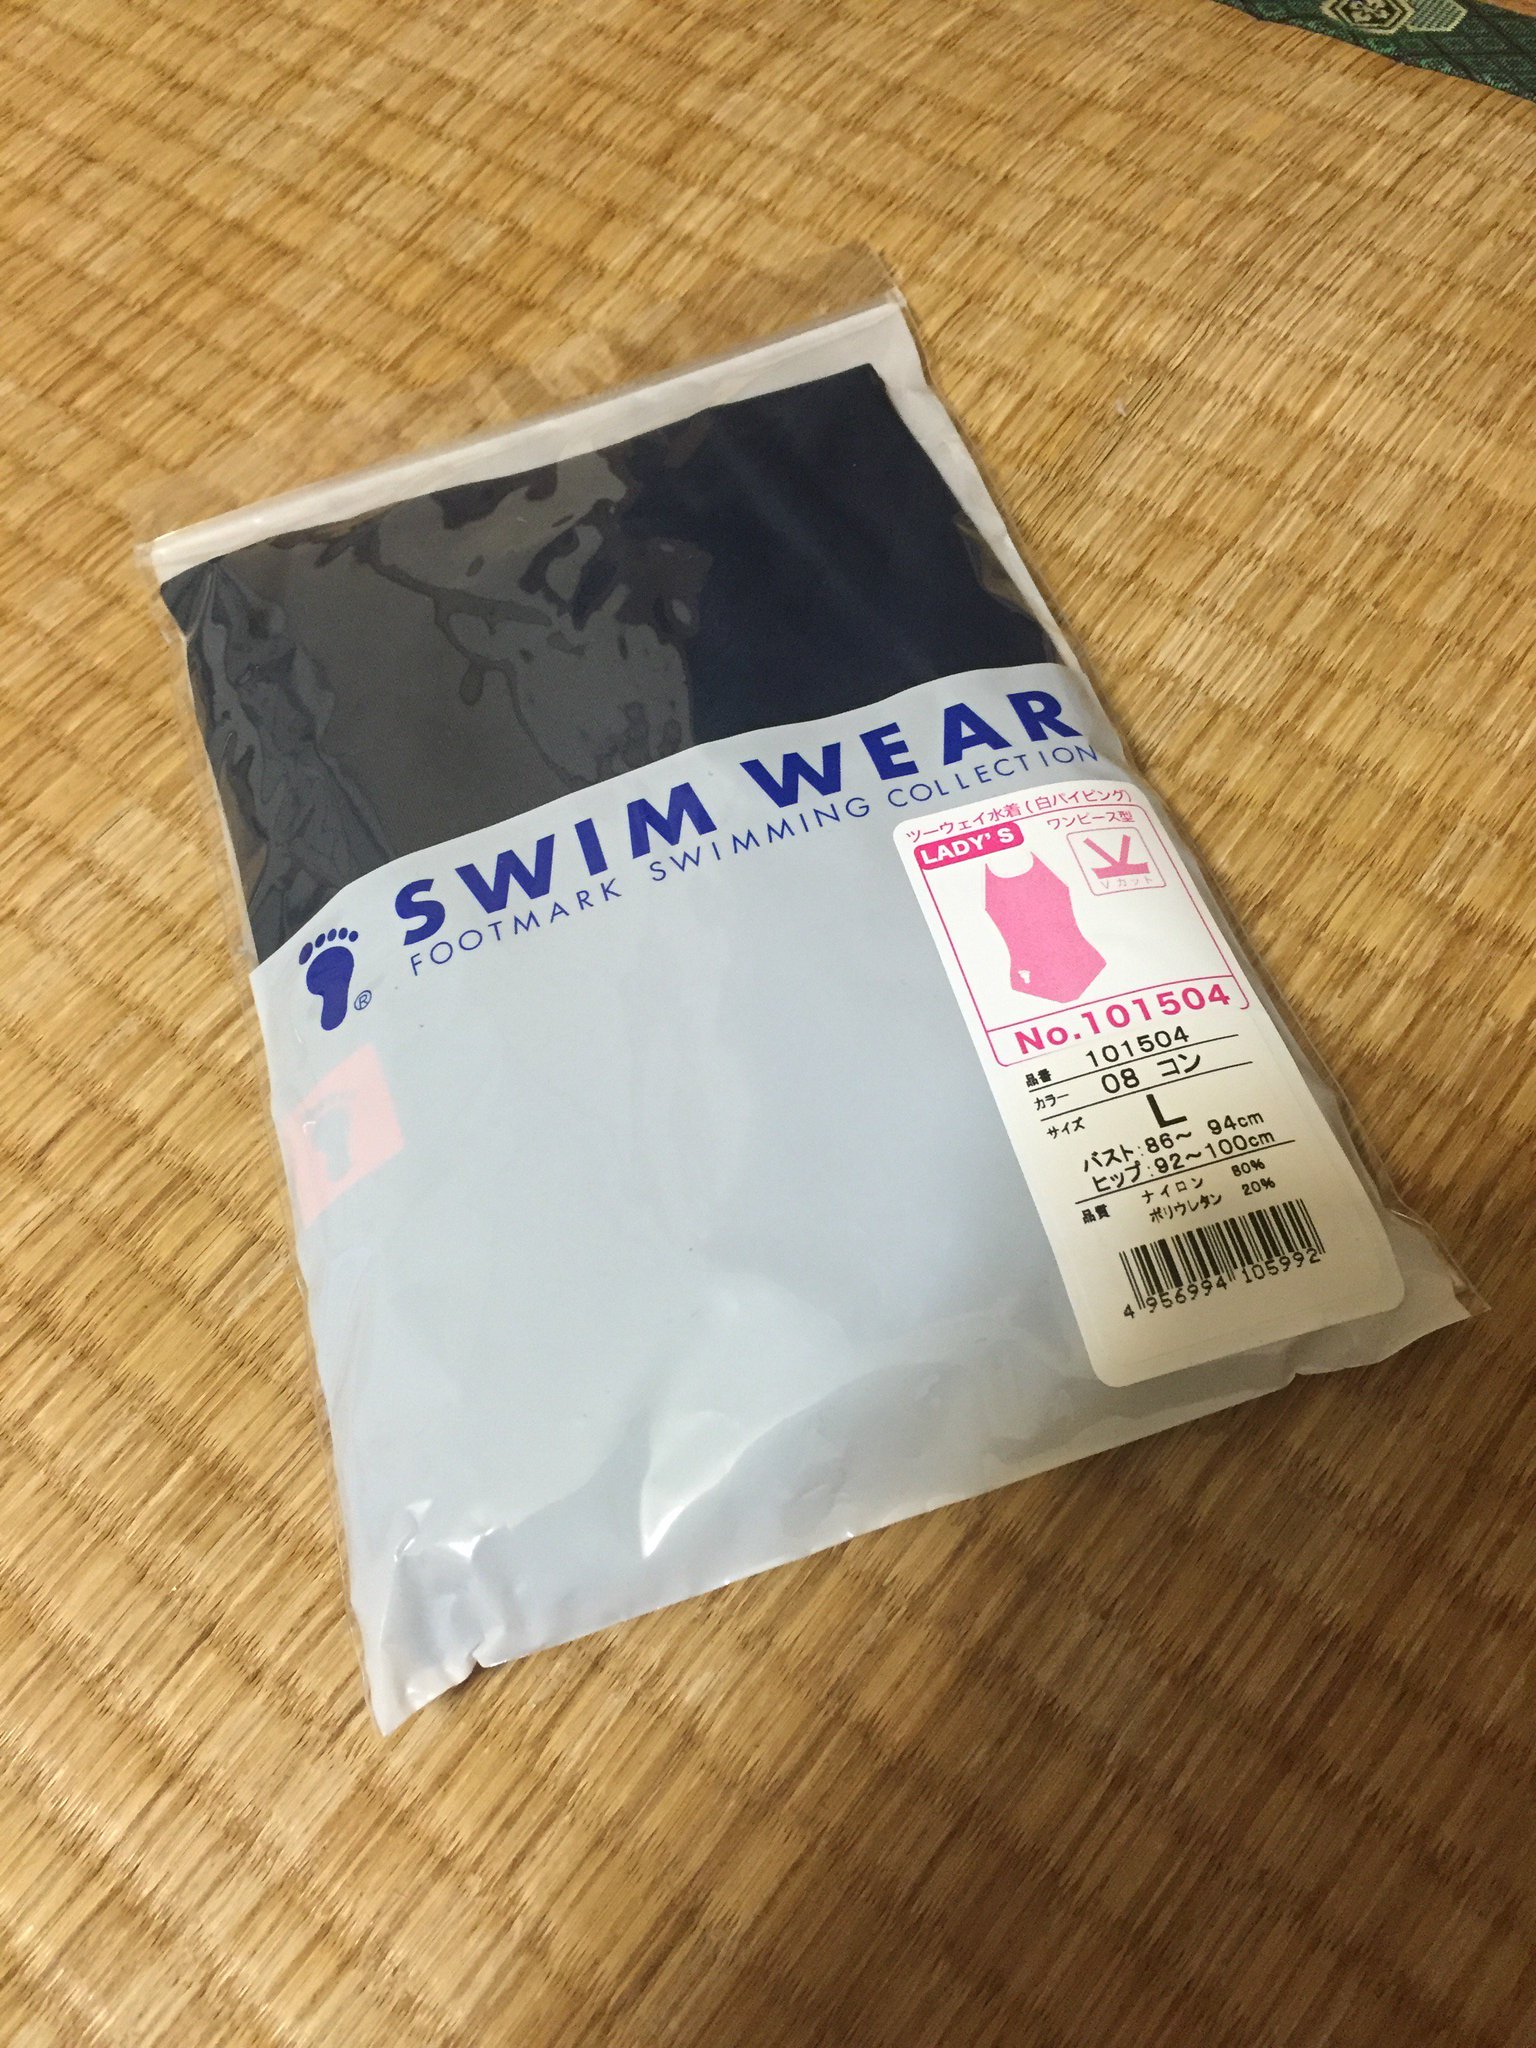 SWIM WEAR
FOOTMARK SWIMMING COLLECTION
®
ツーウェイ水着(白パイピング)
LADY'S
ワンピース型
Vカット
No.101504
品番 101504
カラー 08 コン
サイズ L
バスト:86~ 94cm
ヒップ:92~100cm
品質 ナイロン 80%
ポリウレタン 20%
4 956994 105992